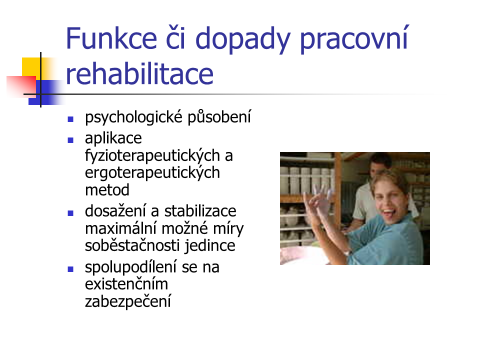 Funkce či dopady pracovní
rehabilitace
psychologické působení
aplikace
fyzioterapeutických a
ergoterapeutických
metod
dosažení a stabilizace
maximální možné míry
soběstačnosti jedince
spolupodílení se na
existenčním
zabezpečení